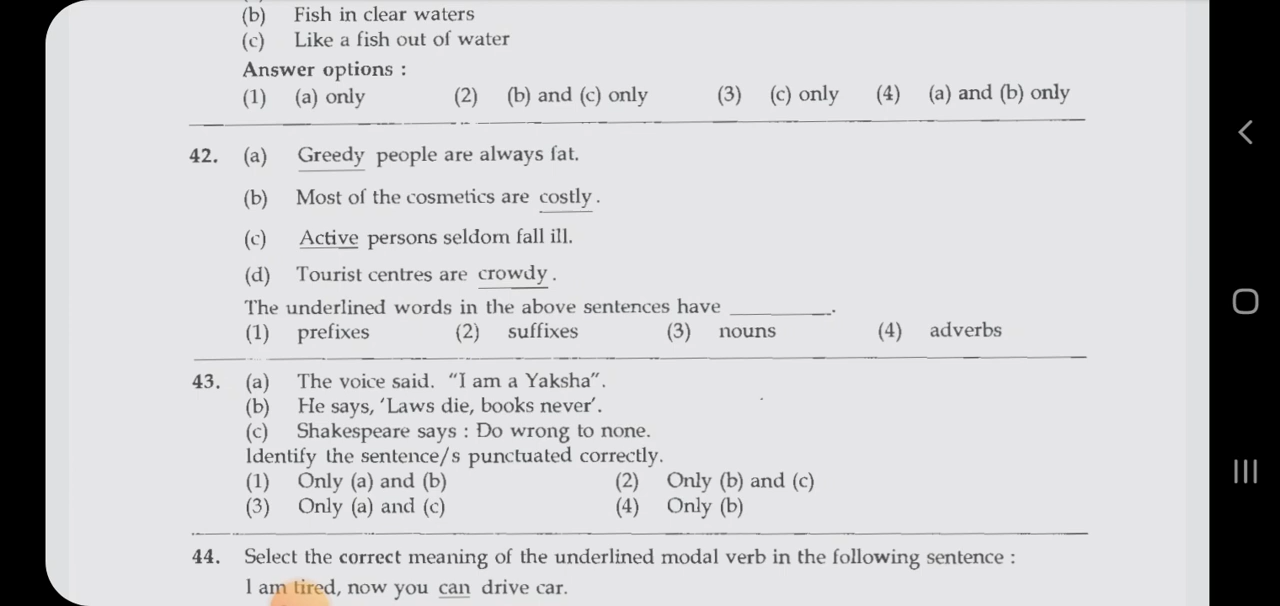 (b) Fish in clear waters
(c) Like a fish out of water
Answer options :
(1) (a) only (2) (b) and (c) only (3) (c) only (4) (a) and (b) only
42. (a) Greedy people are always fat.
(b) Most of the cosmetics are costly.
(c) Active persons seldom fall ill.
(d) Tourist centres are crowdy.
The underlined words in the above sentences have ________.
(1) prefixes (2) suffixes (3) nouns (4) adverbs
43. (a) The voice said. "I am a Yaksha".
(b) He says, 'Laws die, books never'.
(c) Shakespeare says : Do wrong to none.
Identify the sentence/s punctuated correctly.
(1) Only (a) and (b) (2) Only (b) and (c)
(3) Only (a) and (c) (4) Only (b)
44. Select the correct meaning of the underlined modal verb in the following sentence :
I am tired, now you can drive car.